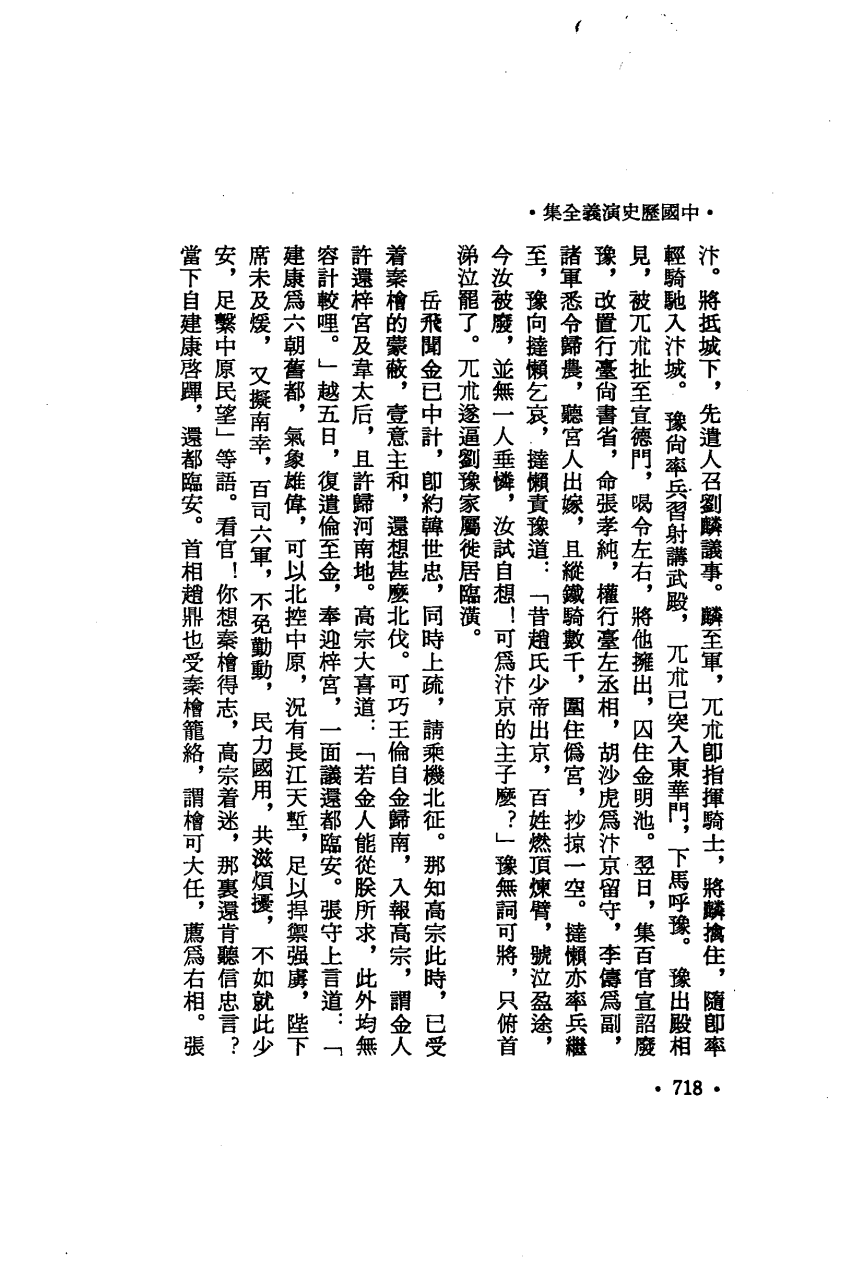 •中國歷史演義全集•
汴。將抵城下，先遣人召劉麟議事。麟至軍，兀朮卽指揮騎士，將麟擒住，隨卽率
輕騎馳入汴城。豫尙率兵習射講武殿，兀朮已突入東華門，下馬呼豫。豫出殿相
見，被兀朮扯至宣德門，喝令左右，將他擁出，囚住金明池。翌日，集百官宣詔廢
豫，改置行臺尙書省，命張孝純，權行臺左丞相，胡沙虎爲汴京留守，李儔爲副，
諸軍悉令歸農，聽宮人出嫁，且縱鐵騎數千，圍住僞宮，抄掠一空。撻懶亦率兵繼
至，豫向撻懶乞哀，撻懶責豫道：「昔趙氏少帝出京，百姓燃頂煉臂，號泣盈途，
今汝被廢，並無一人垂憐，汝試自想！可爲汴京的主子麼？」豫無詞可將，只俯首
涕泣罷了。兀朮遂逼劉豫家屬徙居臨潢。
岳飛聞金已中計，卽約韓世忠，同時上疏，請乘機北征。那知高宗此時，已受
着秦檜的蒙蔽，壹意主和，還想甚麼北伐。可巧王倫自金歸南，入報高宗，謂金人
許還梓宮及韋太后，且許歸河南地。高宗大喜道：「若金人能從朕所求，此外均無
容計較哩。」越五日，復遣倫至金，奉迎梓宮，一面議還都臨安。張守上言道：「
建康爲六朝舊都，氣象雄偉，可以北控中原，況有長江天塹，足以捍禦强虜，陛下
席未及煖，又擬南幸，百司六軍，不免勤動，民力國用，共滋煩擾，不如就此少
安，足繫中原民望」等語。看官！你想秦檜得志，高宗着迷，那裏還肯聽信忠言？
當下自建康啓蹕，還都臨安。首相趙鼎也受秦檜籠絡，謂檜可大任，薦爲右相。張
•718•